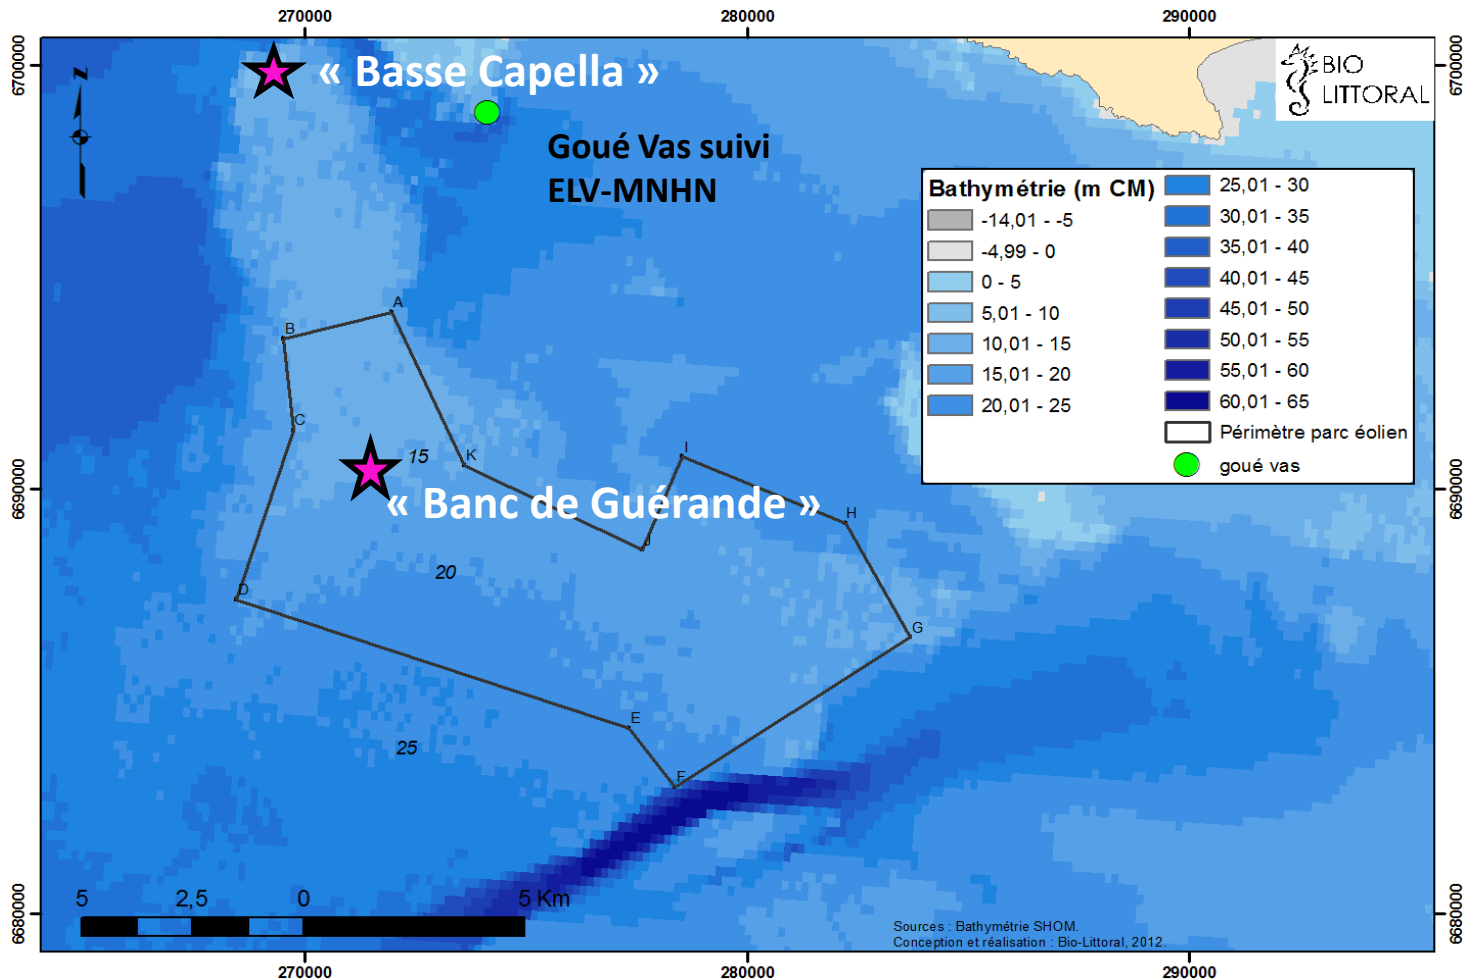 270000
280000
290000
6700000
6700000
N
« Basse Capella »
BIO
LITTORAL
Goué Vas suivi
ELV-MNHN
Bathymétrie (m CM)
-14,01 - -5
-4,99 - 0
0 - 5
5,01 - 10
10,01 - 15
15,01 - 20
20,01 - 25
25,01 - 30
30,01 - 35
35,01 - 40
40,01 - 45
45,01 - 50
50,01 - 55
55,01 - 60
60,01 - 65
Périmètre parc éolien
goué vas
A
B
C
15
K
I
6690000
6690000
« Banc de Guérande »
H
J
20
D
G
E
25
F
5
2,5
0
5 Km
6680000
6680000
Sources : Bathymétrie SHOM.
Conception et réalisation : Bio-Littoral, 2012.
270000
280000
290000